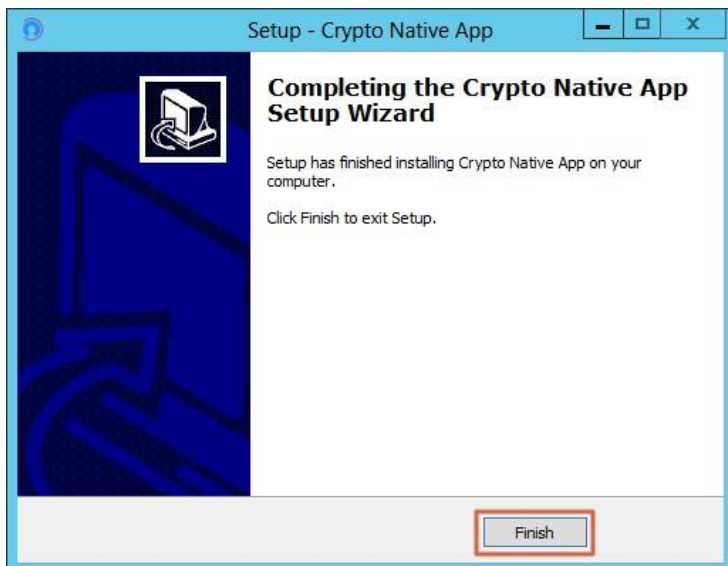 Setup - Crypto Native App
Completing the Crypto Native App
Setup Wizard
Setup has finished installing Crypto Native App on your
computer.
Click Finish to exit Setup.
Finish